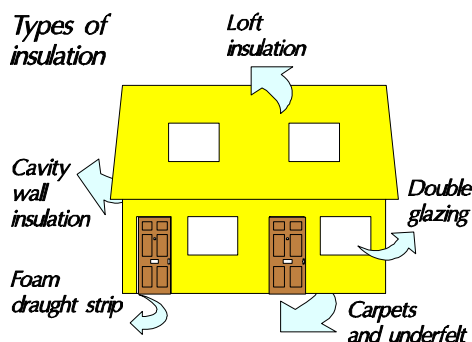 Types of
insulation
Loft
insulation
Cavity
wall
insulation
Double
glazing
Foam
draught strip
Carpets
and underfelt